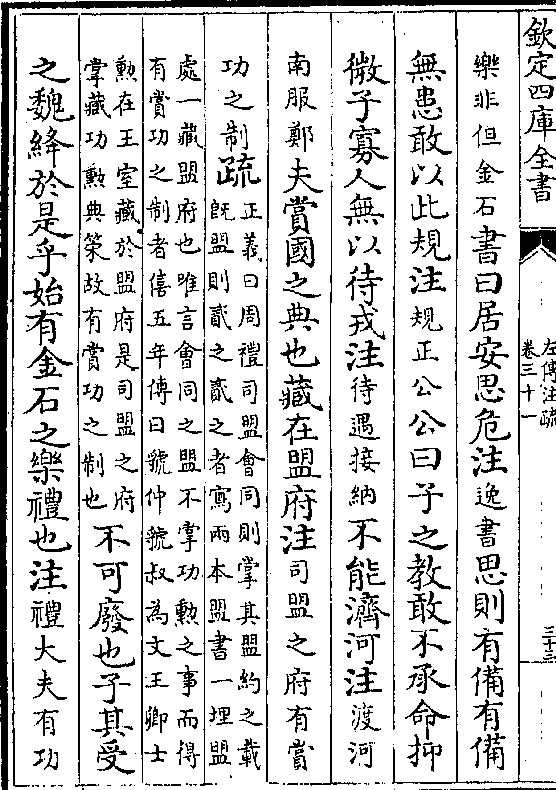 欽定四庫全書
左傳注疏
卷三十一
三十三
樂非但金石書曰居安思危注逸書思則有備有備
無患敢以此規注規正公公曰子之教敢不承命抑
微子寡人無以待戎注待遇接納不能濟河注渡河
南服鄭夫賞國之典也藏在盟府注司盟之府有賞
功之制疏正義曰周禮司盟會同則掌其盟約之載
既盟則貳之貳之者寫兩本盟書一埋盟
處一藏盟府也唯言會同之盟不掌功勲之事而得
有賞功之制者僖五年傳曰虢仲虢叔為文王卿士
勲在王室藏於盟府是司盟之府
掌藏功勲典策故有賞功之制也不可廢也子其受
之魏絳於是乎始有金石之樂禮也注禮大夫有功